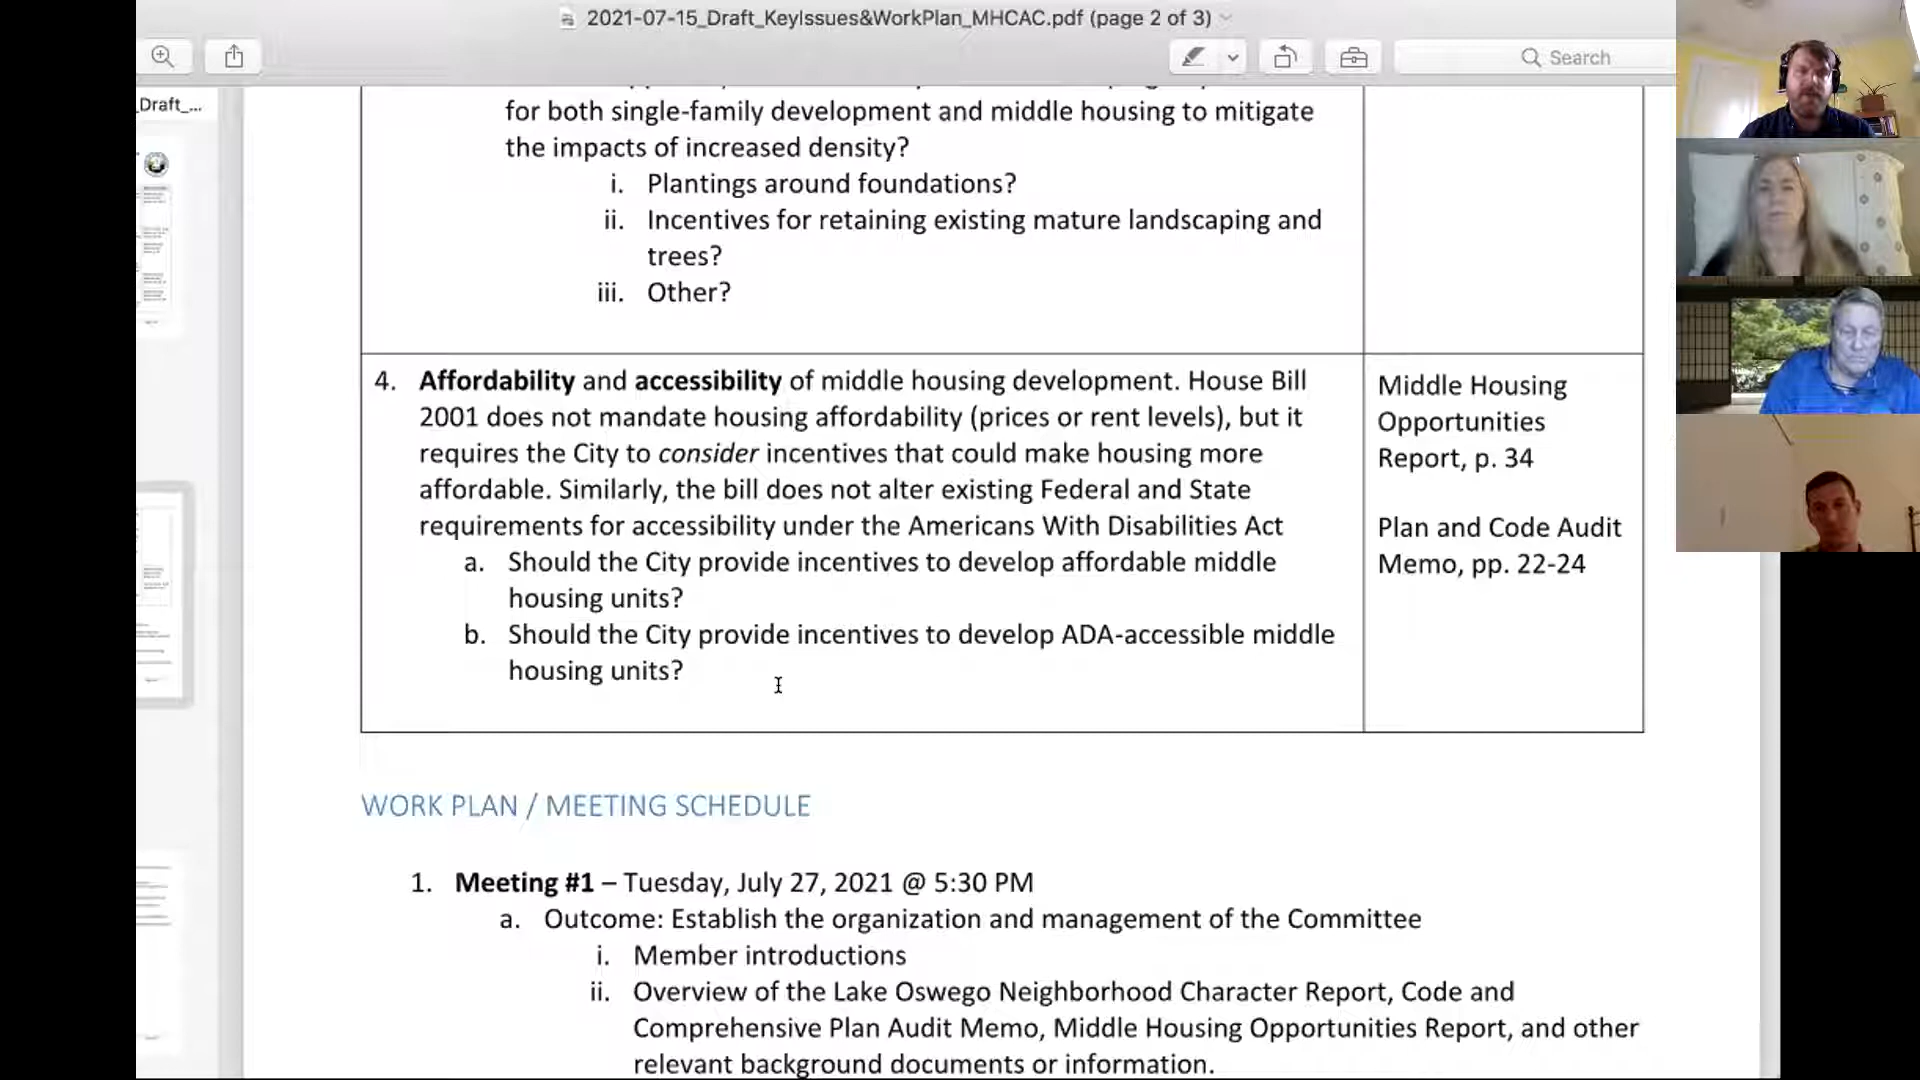 2021-07-15_Draft_KeyIssues&WorkPlan_MHCAC.pdf (page 2 of 3)
Search
_Draft_...
for both single-family development and middle housing to mitigate
the impacts of increased density?
i. Plantings around foundations?
ii. Incentives for retaining existing mature landscaping and
trees?
iii. Other?
4. Affordability and accessibility of middle housing development. House Bill
2001 does not mandate housing affordability (prices or rent levels), but it
requires the City to consider incentives that could make housing more
affordable. Similarly, the bill does not alter existing Federal and State
requirements for accessibility under the Americans With Disabilities Act
a. Should the City provide incentives to develop affordable middle
housing units?
b. Should the City provide incentives to develop ADA-accessible middle
housing units?
Middle Housing
Opportunities
Report, p. 34
Plan and Code Audit
Memo, pp. 22-24
WORK PLAN / MEETING SCHEDULE
1. Meeting #1 – Tuesday, July 27, 2021 @ 5:30 PM
a. Outcome: Establish the organization and management of the Committee
i. Member introductions
ii. Overview of the Lake Oswego Neighborhood Character Report, Code and
Comprehensive Plan Audit Memo, Middle Housing Opportunities Report, and other
relevant background documents or information.